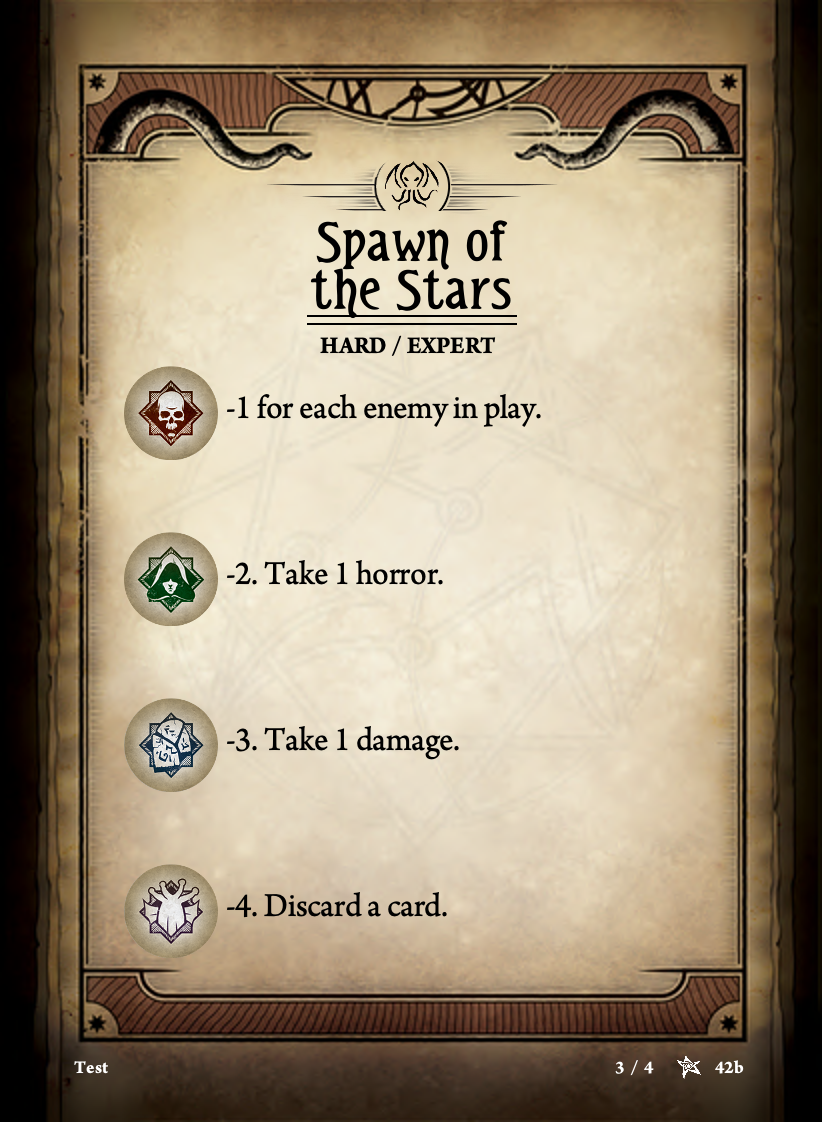 Spawn of
the Stars
HARD / EXPERT
-1 for each enemy in play.
-2. Take 1 horror.
-3. Take 1 damage.
-4. Discard a card.
Test
3 / 4 42b